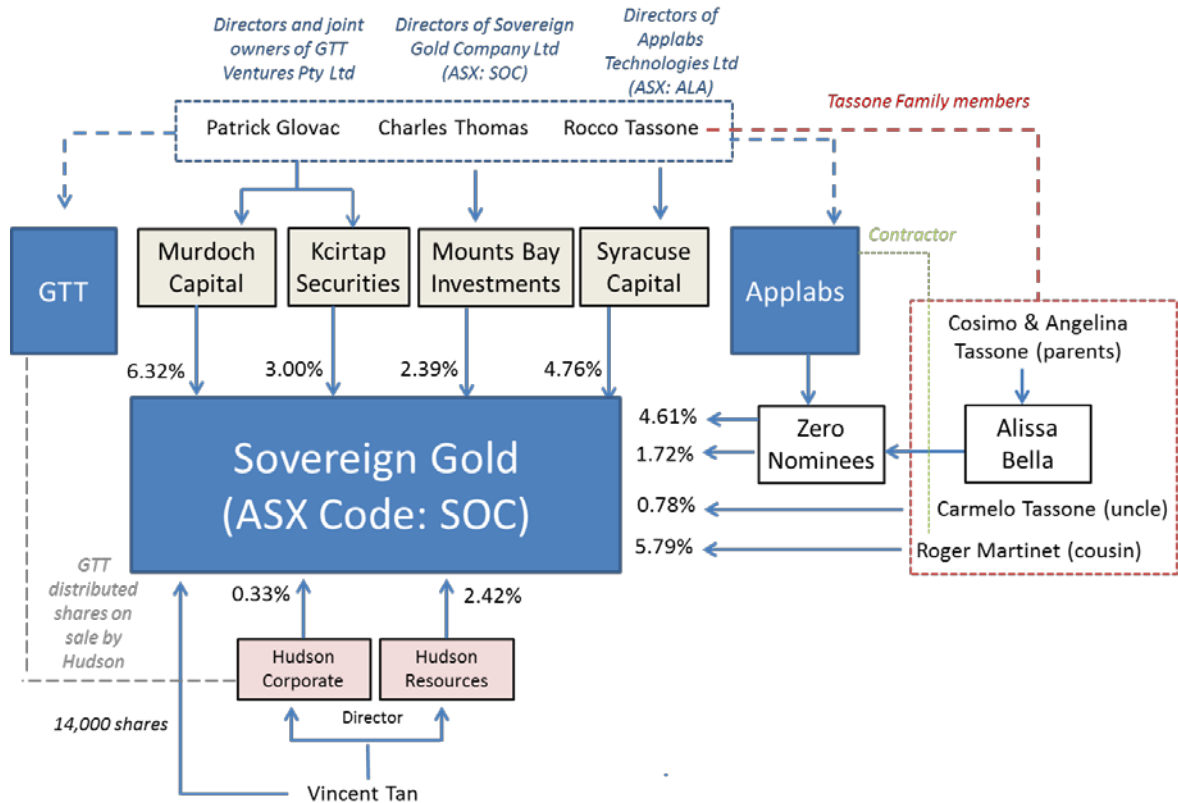 Directors and joint
owners of GTT
Ventures Pty Ltd
Directors of Sovereign
Gold Company Ltd
(ASX: SOC)
Directors of
Applabs
Technologies Ltd
(ASX: ALA)
Tassone Family members
Patrick Glovac
Charles Thomas
Rocco Tassone
GTT
Murdoch
Capital
Kcirtap
Securities
Mounts Bay
Investments
Syracuse
Capital
Applabs
Contractor
Cosimo & Angelina
Tassone (parents)
6.32%
3.00%
2.39%
4.76%
Sovereign Gold
(ASX Code: SOC)
4.61%
1.72%
0.78%
5.79%
Zero
Nominees
Alissa
Bella
Carmelo Tassone (uncle)
Roger Martinet (cousin)
GTT
distributed
shares on
sale by
Hudson
0.33%
2.42%
Hudson
Corporate
Hudson
Resources
14,000 shares
Director
Vincent Tan